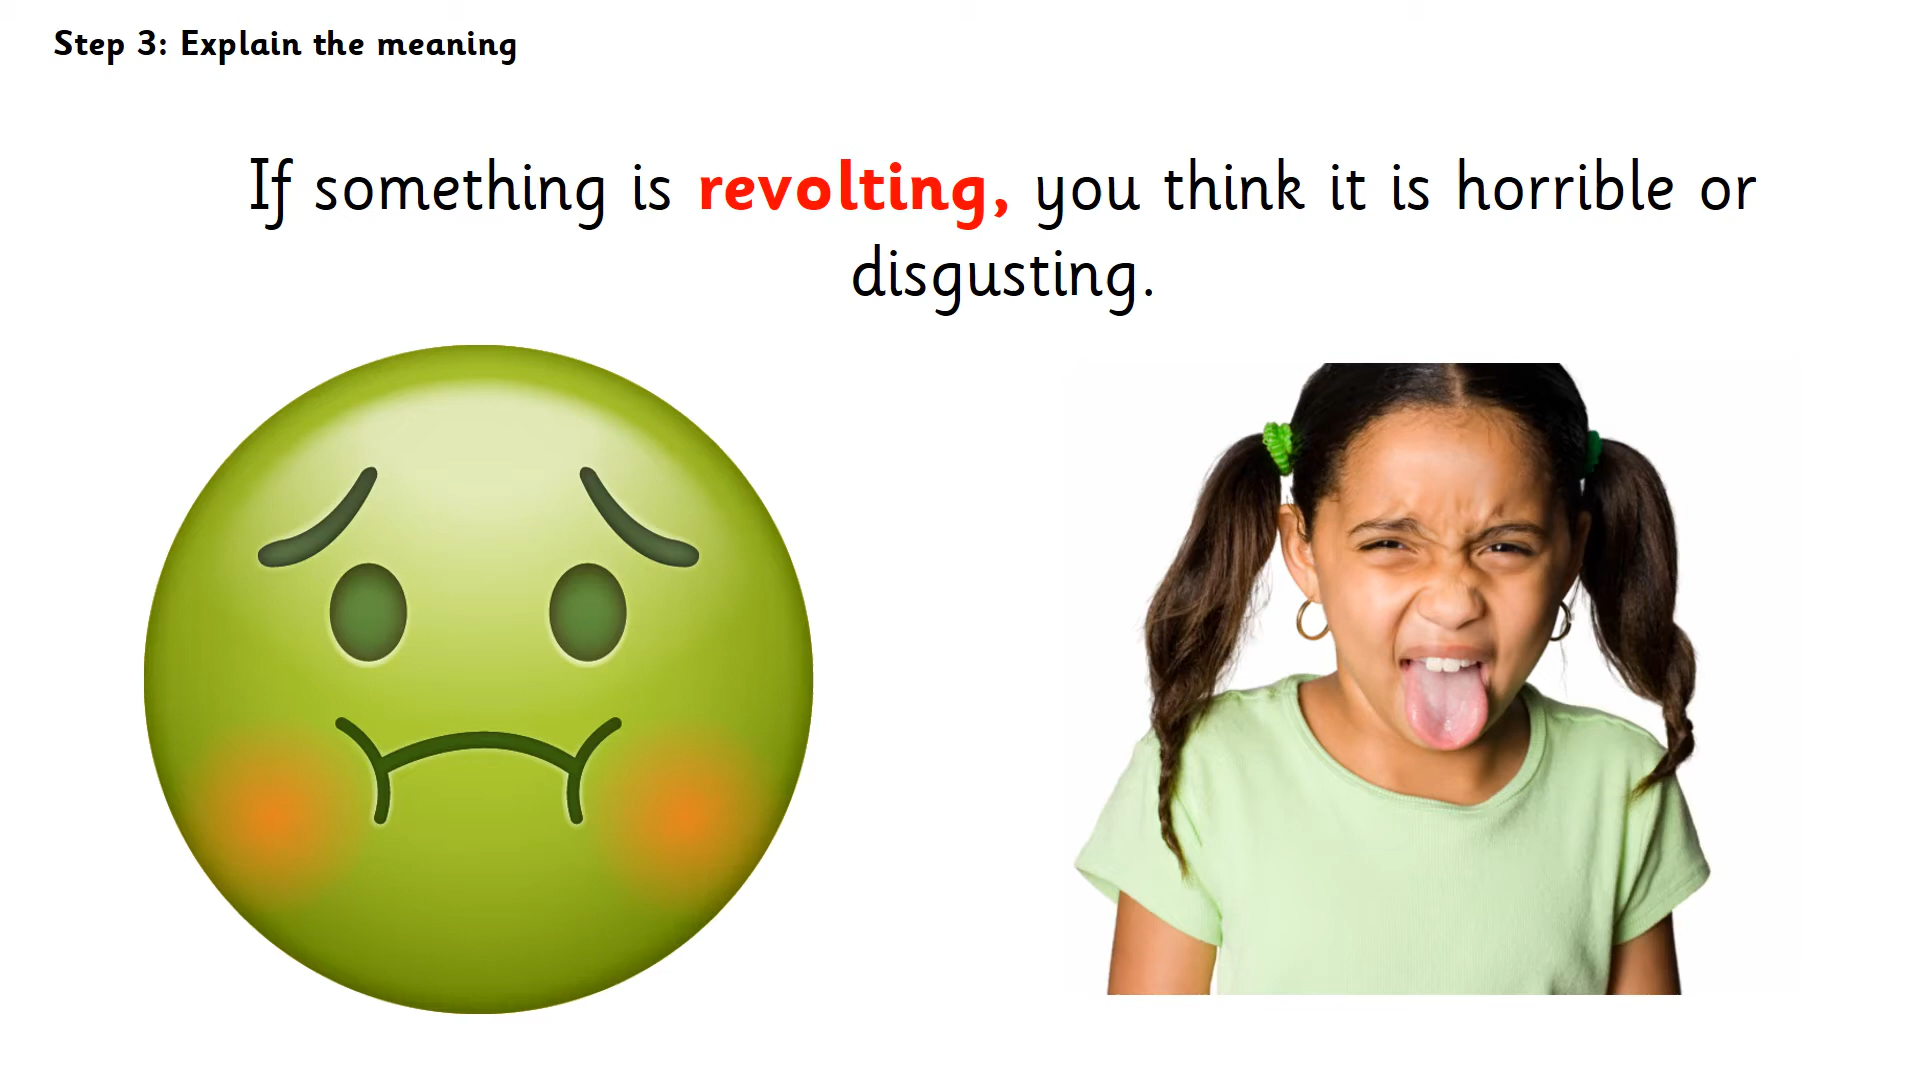 Step 3: Explain the meaning
If something is revolting, you think it is horrible or
disgusting.